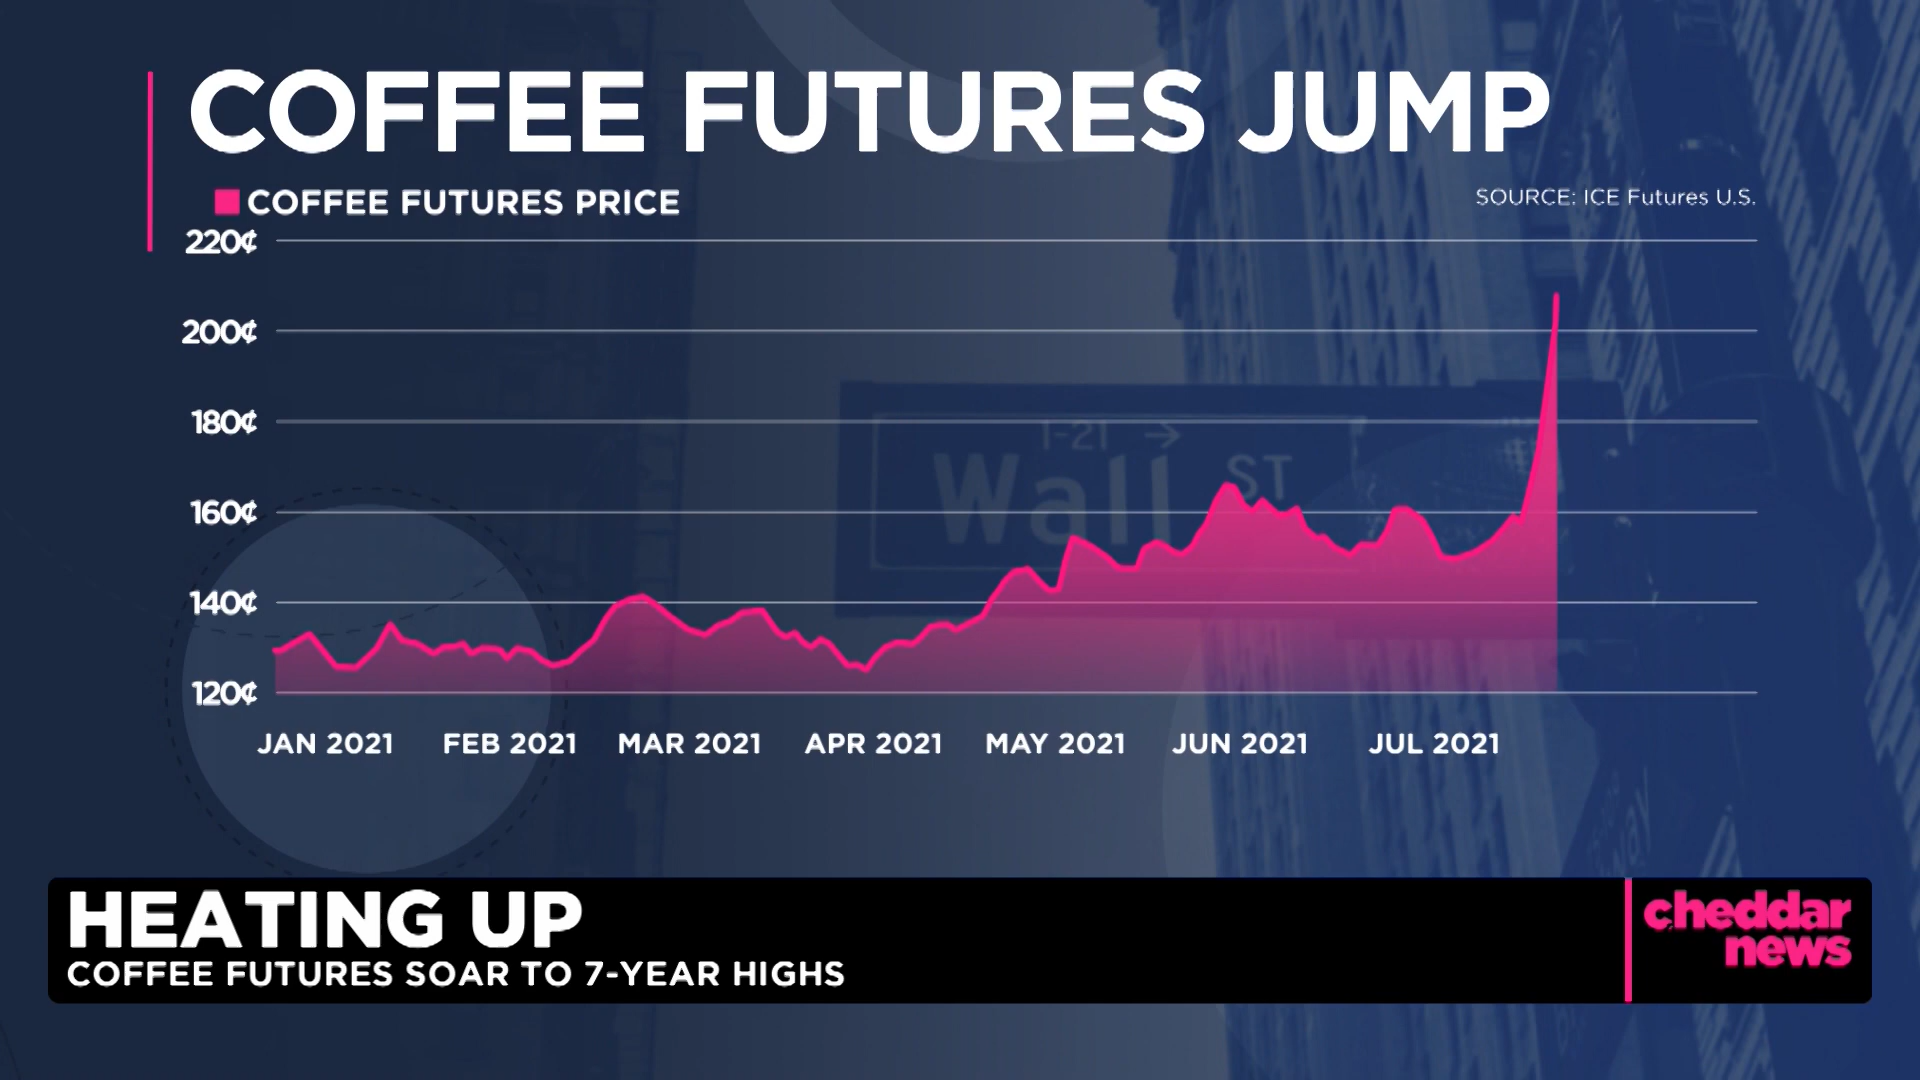 COFFEE FUTURES JUMP
COFFEE FUTURES PRICE
SOURCE: ICE Futures U.S.
220¢
200¢
180¢
1-21 →
Wall ST
160¢
140¢
120¢
JAN 2021 FEB 2021 MAR 2021 APR 2021 MAY 2021 JUN 2021 JUL 2021
HEATING UP
COFFEE FUTURES SOAR TO 7-YEAR HIGHS
cheddar
news